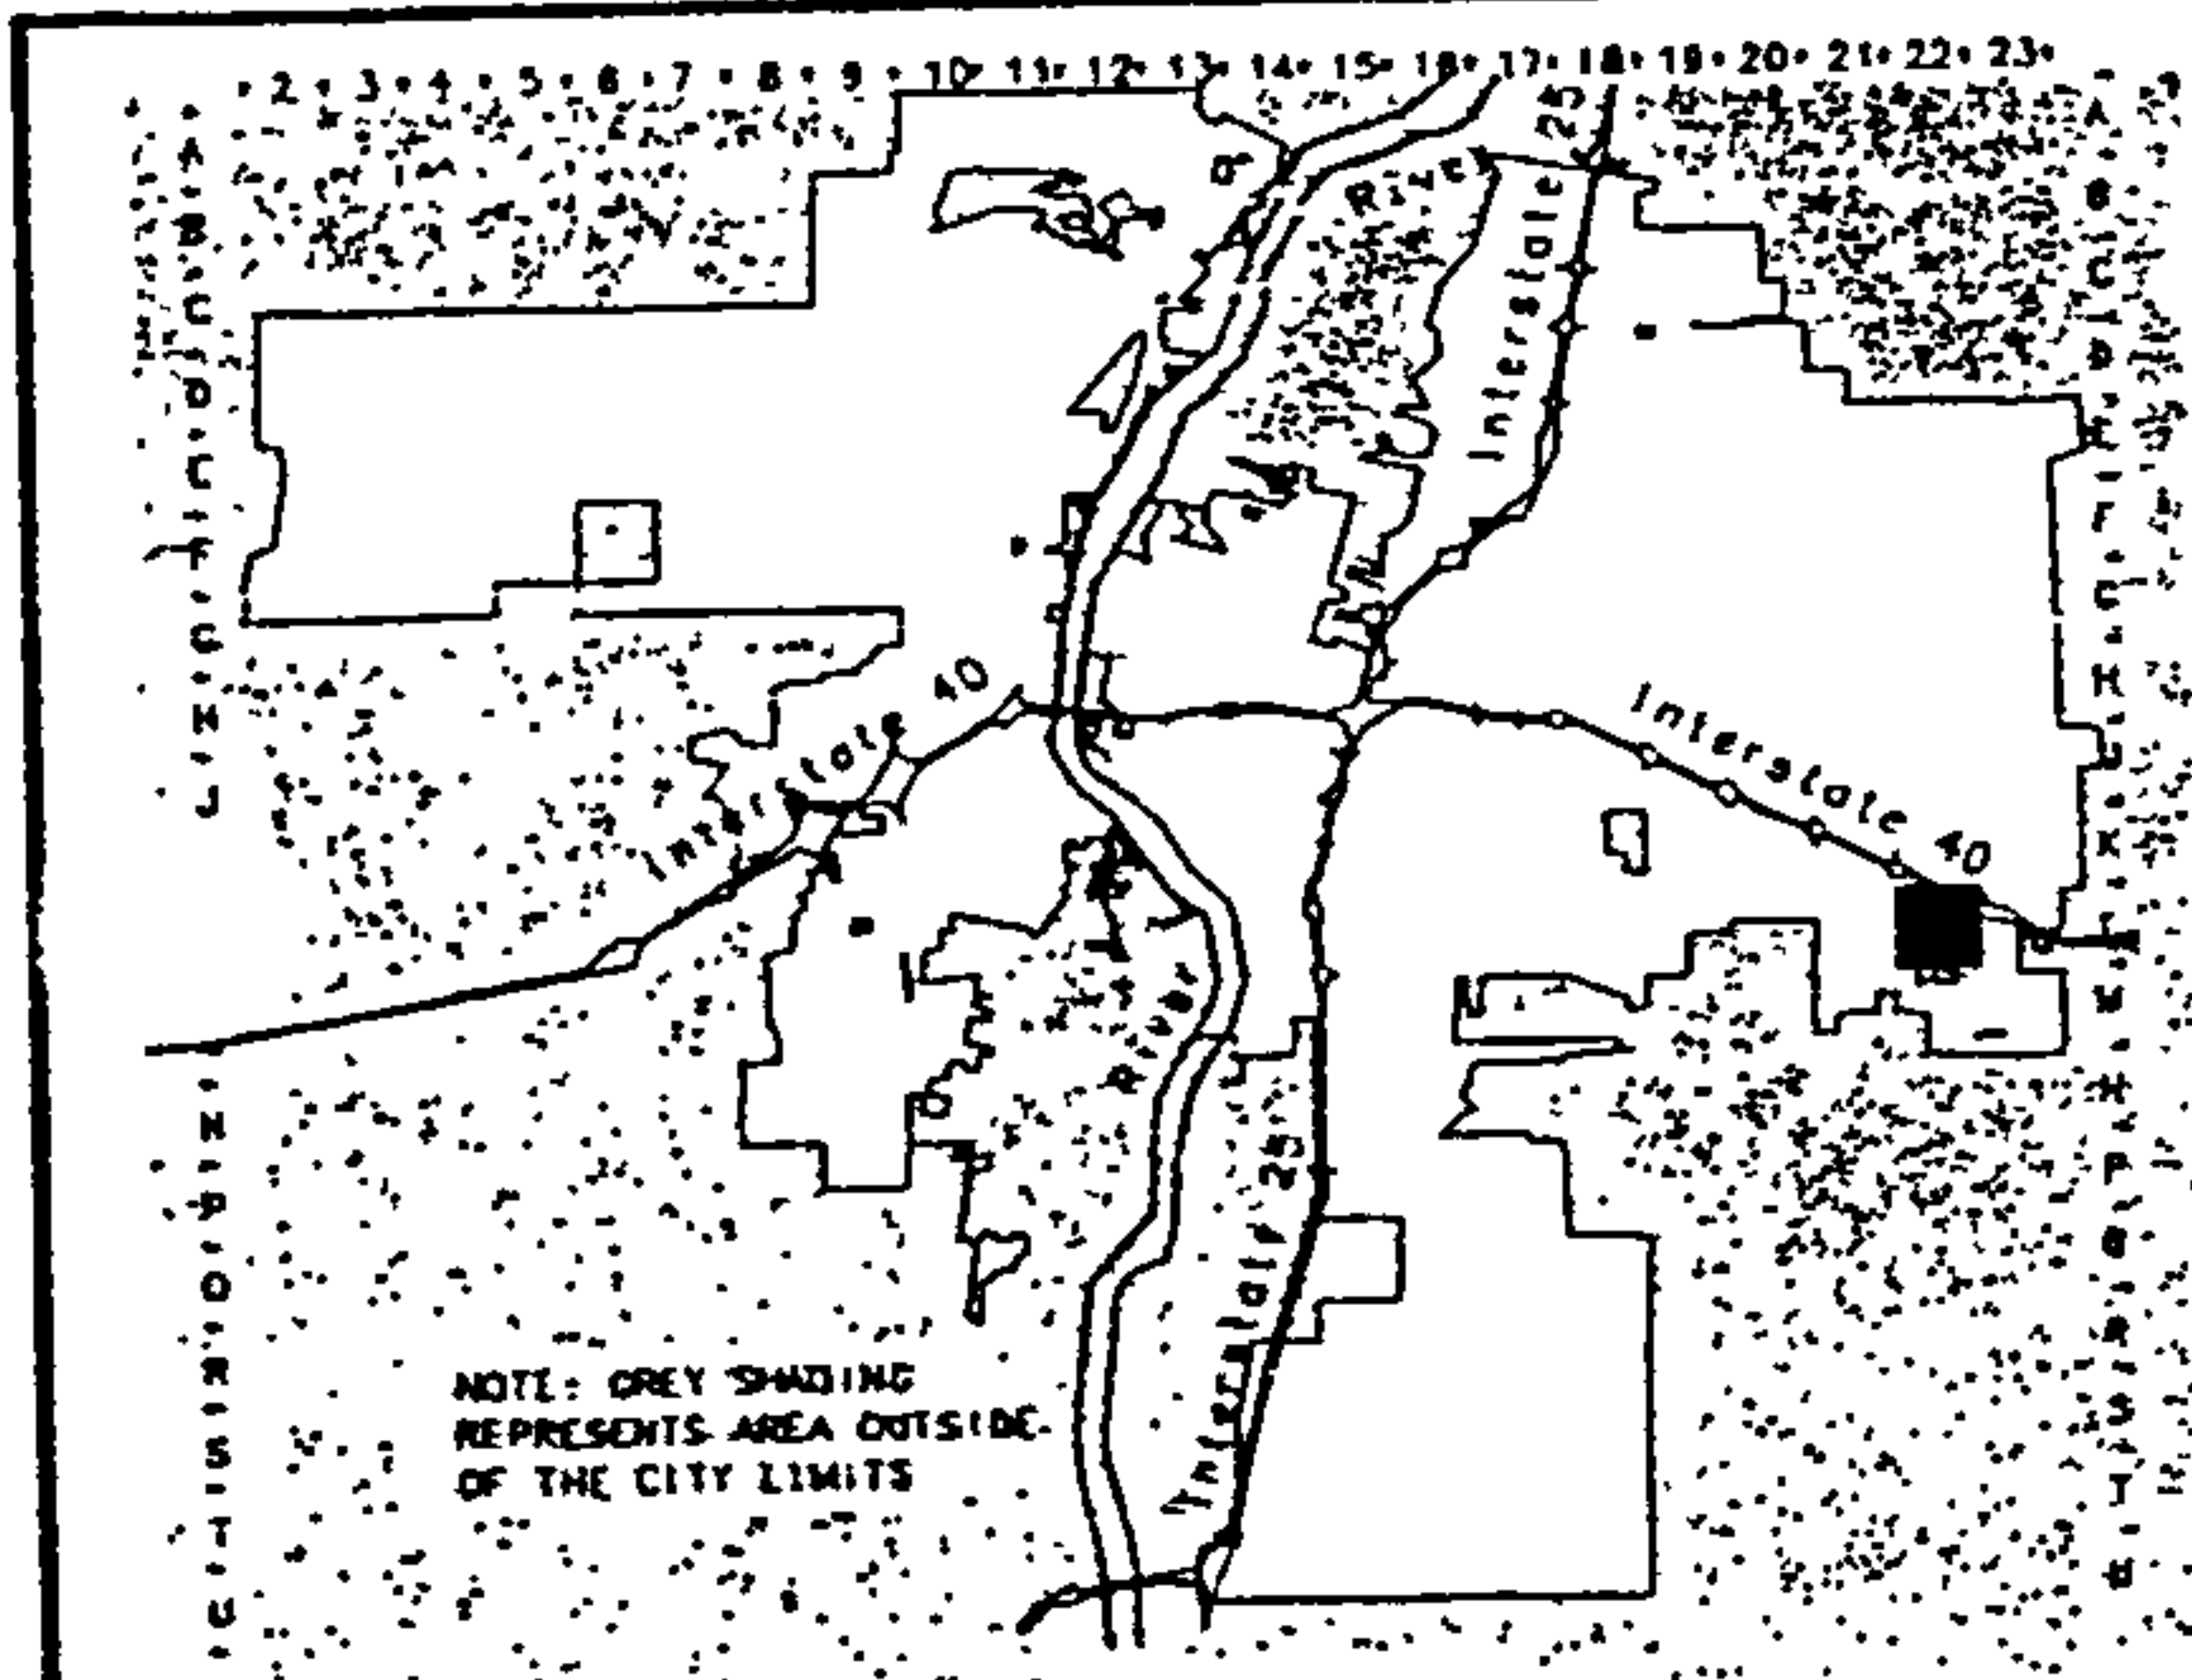 2 • 3 • 4 • 5 • 6 • 7 • 8 • 9 • 10 • 11 • 12 • 13 • 14 • 15 • 16 • 17 • 18 • 19 • 20 • 21 • 22 • 23 •
25
A
A
River
Interstate
B
B
C
C
D
D
E
F
F
G
G
H
H
40
Interstate
Interstate
40
J
J
K
L
M
River
N
N
P
P
25
Interstate
R
R
NOTE: GREY SHADING
REPRESENTS AREA OUTSIDE
OF THE CITY LIMITS
S
S
T
T
U
U